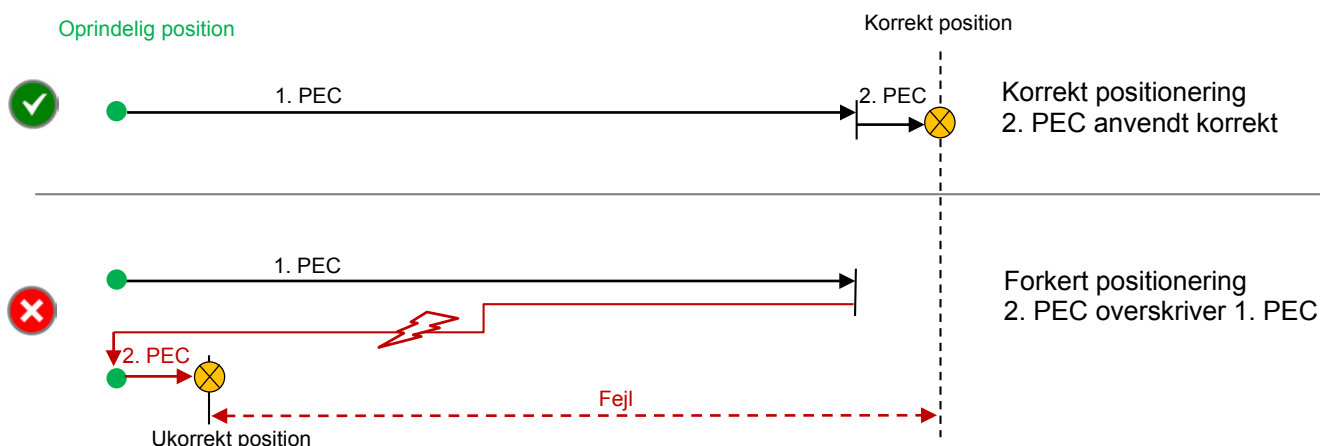 Oprindelig position
Korrekt position
1. PEC
2. PEC
Korrekt positionering
2. PEC anvendt korrekt
1. PEC
Forkert positionering
2. PEC overskriver 1. PEC
2. PEC
Fejl
Ukorrekt position